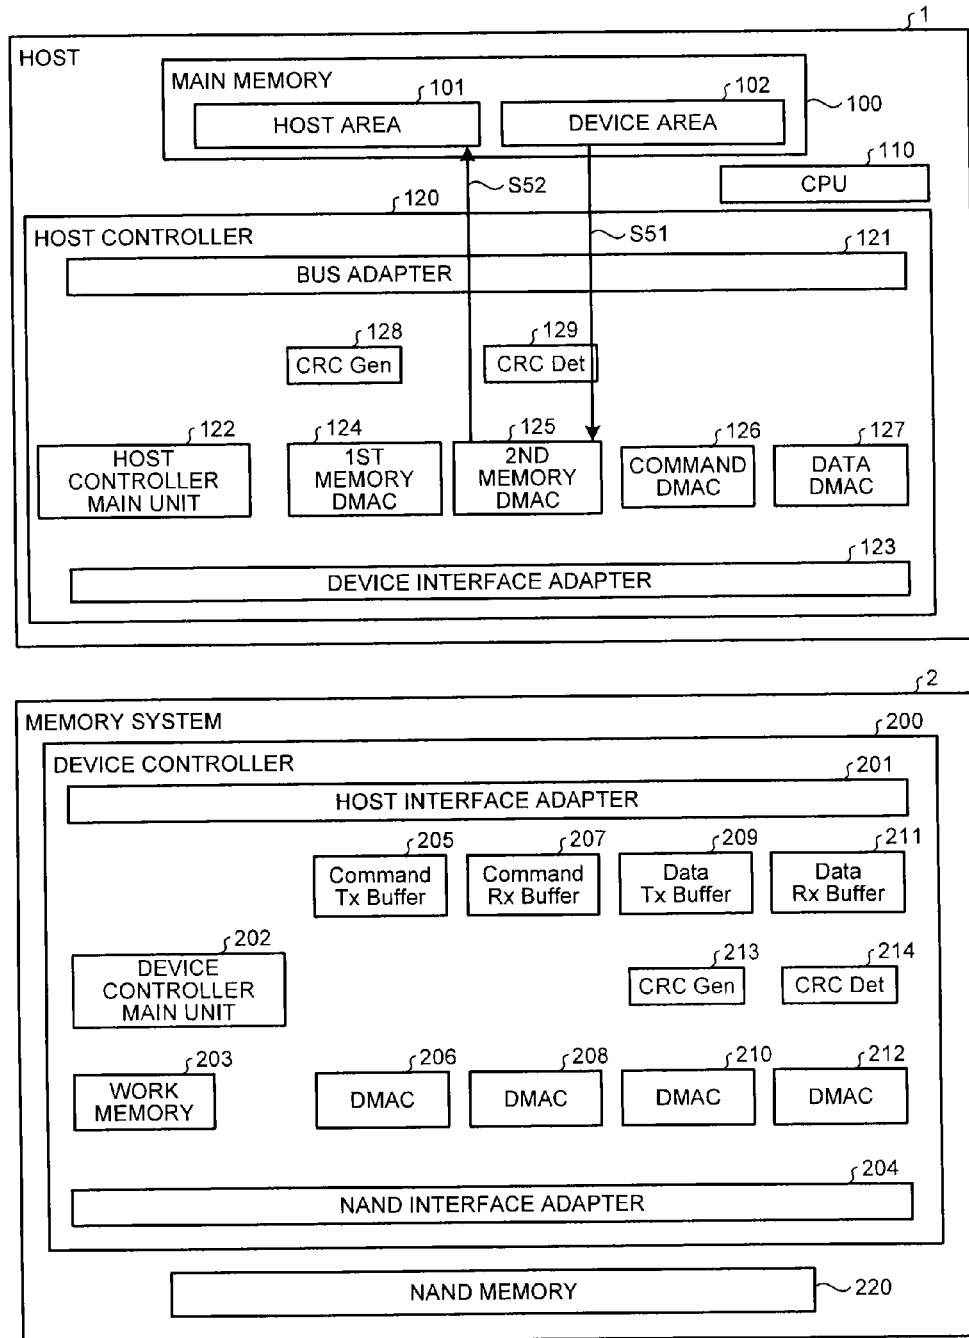 1
HOST
MAIN MEMORY
101
102
HOST AREA
DEVICE AREA
100
110
CPU
S52
120
S51
HOST CONTROLLER
121
BUS ADAPTER
128
129
CRC Gen
CRC Det
122
124
125
126
127
HOST
CONTROLLER
MAIN UNIT
1ST
MEMORY
DMAC
2ND
MEMORY
DMAC
COMMAND
DMAC
DATA
DMAC
123
DEVICE INTERFACE ADAPTER
2
MEMORY SYSTEM
200
DEVICE CONTROLLER
201
HOST INTERFACE ADAPTER
205
207
209
211
Command
Tx Buffer
Command
Rx Buffer
Data
Tx Buffer
Data
Rx Buffer
202
213
214
DEVICE
CONTROLLER
MAIN UNIT
CRC Gen
CRC Det
203
206
208
210
212
WORK
MEMORY
DMAC
DMAC
DMAC
DMAC
204
NAND INTERFACE ADAPTER
NAND MEMORY
220